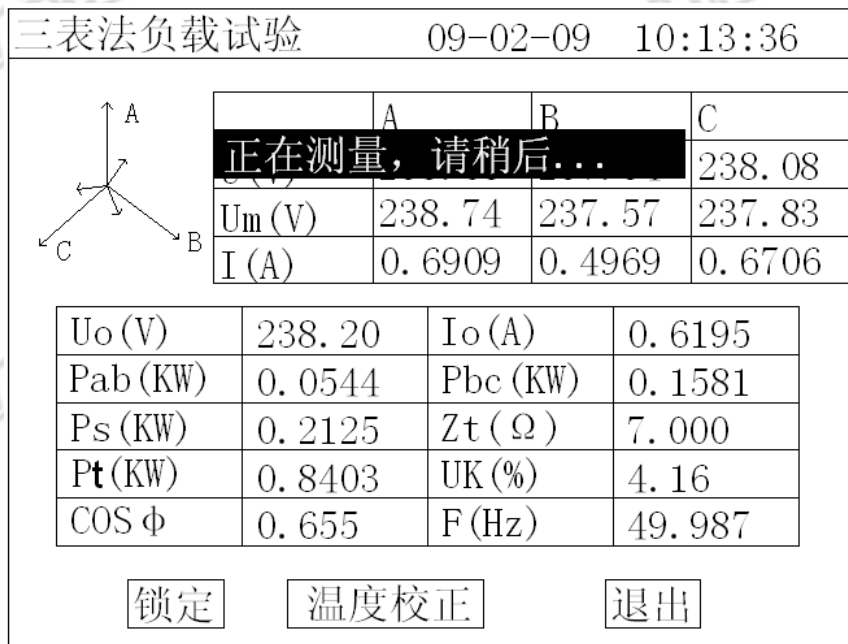 三表法负载试验 09-02-09 10:13:36
A
A B C
正在测量，请稍后...
238.08
Um(V) 238.74 237.57 237.83
C B
I(A) 0.6909 0.4969 0.6706
Uo(V) 238.20 Io(A) 0.6195
Pab(KW) 0.0544 Pbc(KW) 0.1581
Ps(KW) 0.2125 Zt(Ω) 7.000
Pt(KW) 0.8403 UK(%) 4.16
COSφ 0.655 F(Hz) 49.987
锁定 温度校正 退出